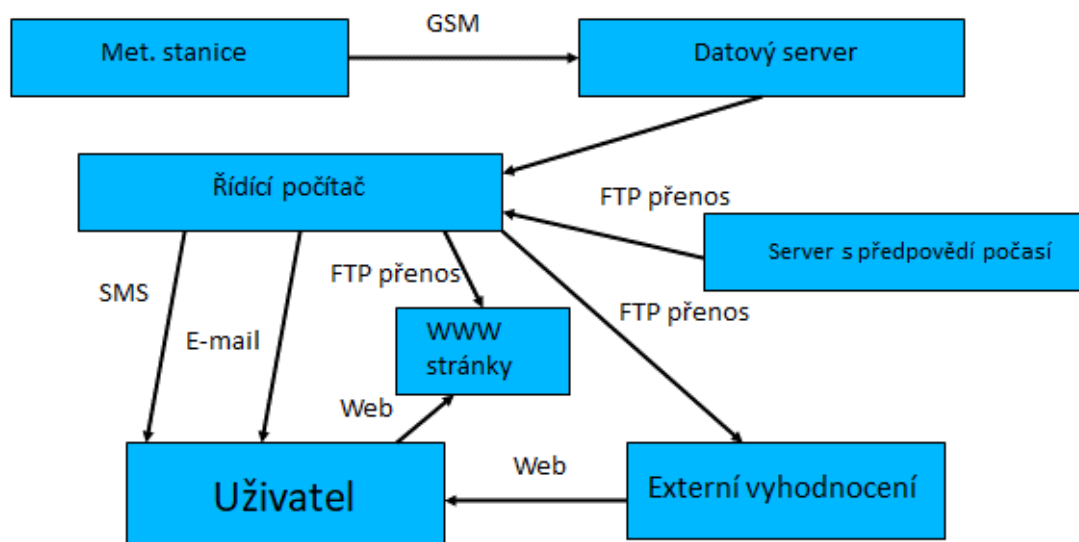 GSM
Met. stanice
Datový server
Řídící počítač
FTP přenos
Server s předpovědí počasí
FTP přenos
SMS
FTP přenos
E-mail
WWW
stránky
Web
Web
Uživatel
Externí vyhodnocení